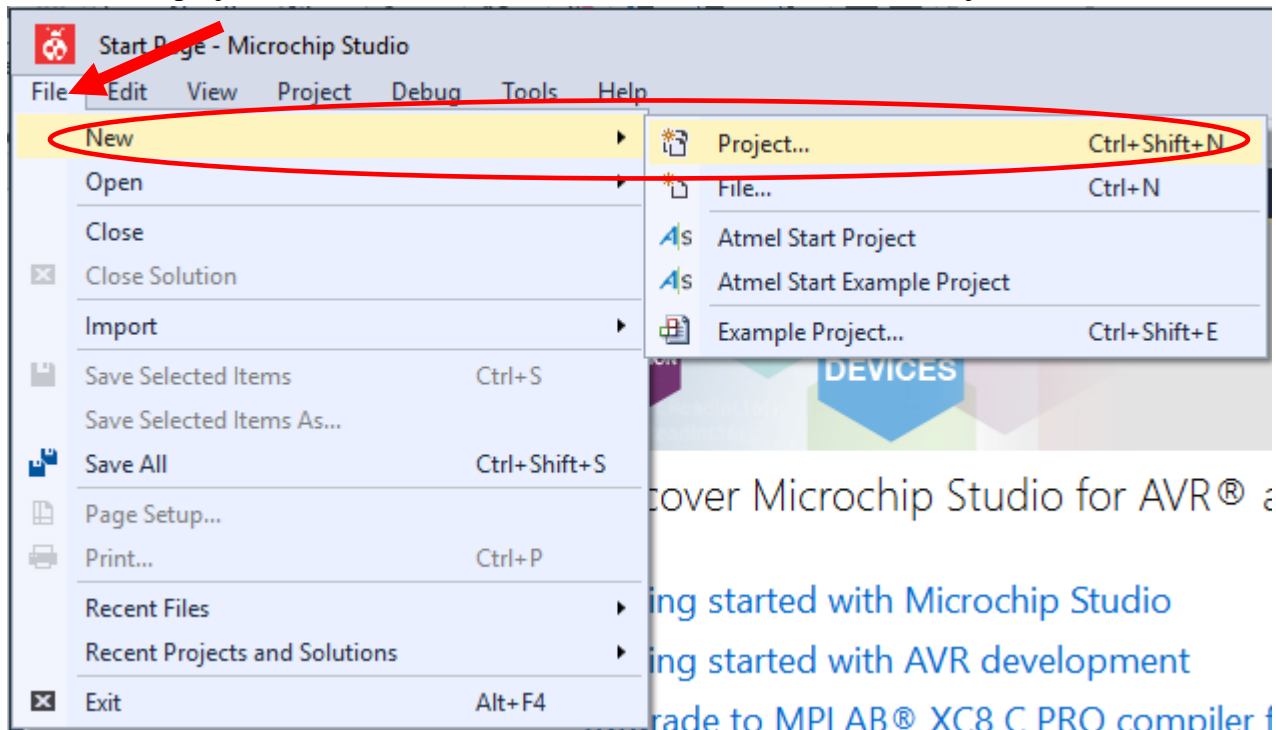 Start Page - Microchip Studio
File Edit View Project Debug Tools Help
New
Open
Close
Close Solution
Import
Save Selected Items Ctrl+S
Save Selected Items As...
Save All Ctrl+Shift+S
Page Setup...
Print... Ctrl+P
Recent Files
Recent Projects and Solutions
Exit Alt+F4
Project... Ctrl+Shift+N
File... Ctrl+N
Atmel Start Project
Atmel Start Example Project
Example Project... Ctrl+Shift+E
DEVICES
cover Microchip Studio for AVR® a
ing started with Microchip Studio
ing started with AVR development
rade to MPLAB® XC8 C PRO compiler f